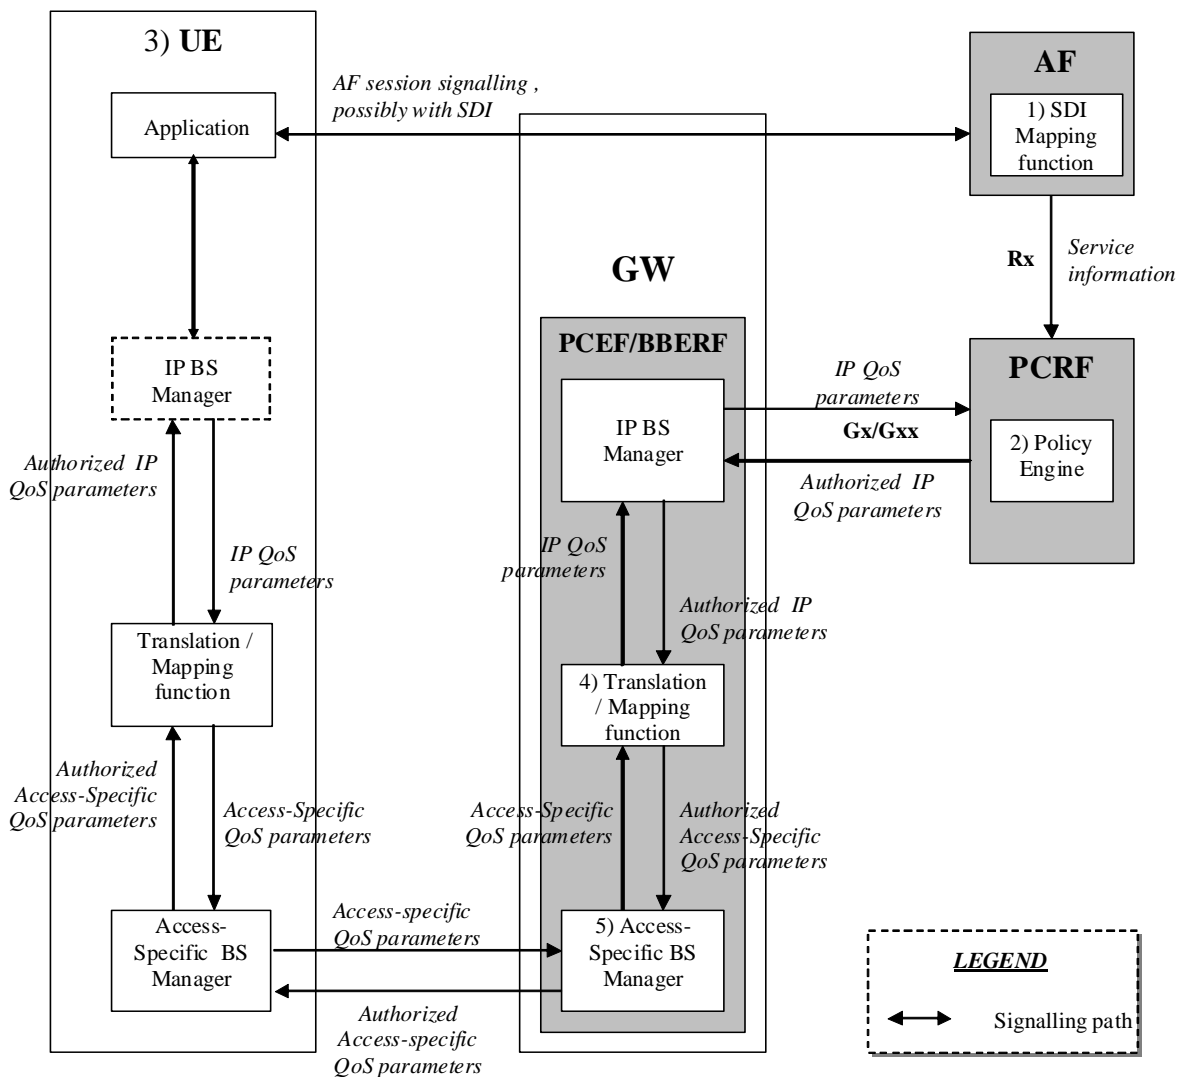 3) UE
Application
AF session signalling ,
possibly with SDI
AF
1) SDI
Mapping
function
Rx
Service
information
GW
PCEF/BBERF
PCRF
IP BS
Manager
IP BS
Manager
IP QoS
parameters
Gx/Gxx
2) Policy
Engine
Authorized IP
QoS parameters
Authorized IP
QoS parameters
IP QoS
parameters
IP QoS
parameters
Authorized IP
QoS parameters
Translation /
Mapping
function
4) Translation
/ Mapping
function
Authorized
Access-Specific
QoS parameters
Access-Specific
QoS parameters
Access-Specific
QoS parameters
Authorized
Access-Specific
QoS parameters
Access-
Specific BS
Manager
Access-specific
QoS parameters
5) Access-
Specific BS
Manager
Authorized
Access-specific
QoS parameters
LEGEND
Signalling path